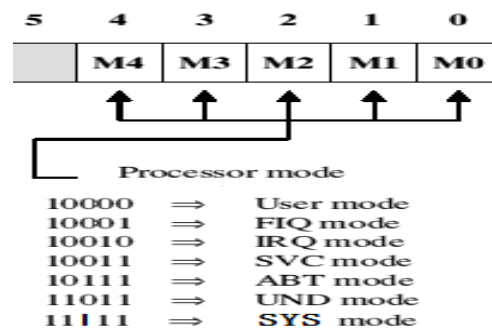 5 4 3 2 1 0
M4 M3 M2 M1 M0
Processor mode
10000 ⇒ User mode
10001 ⇒ FIQ mode
10010 ⇒ IRQ mode
10011 ⇒ SVC mode
10111 ⇒ ABT mode
11011 ⇒ UND mode
11111 ⇒ SYS mode